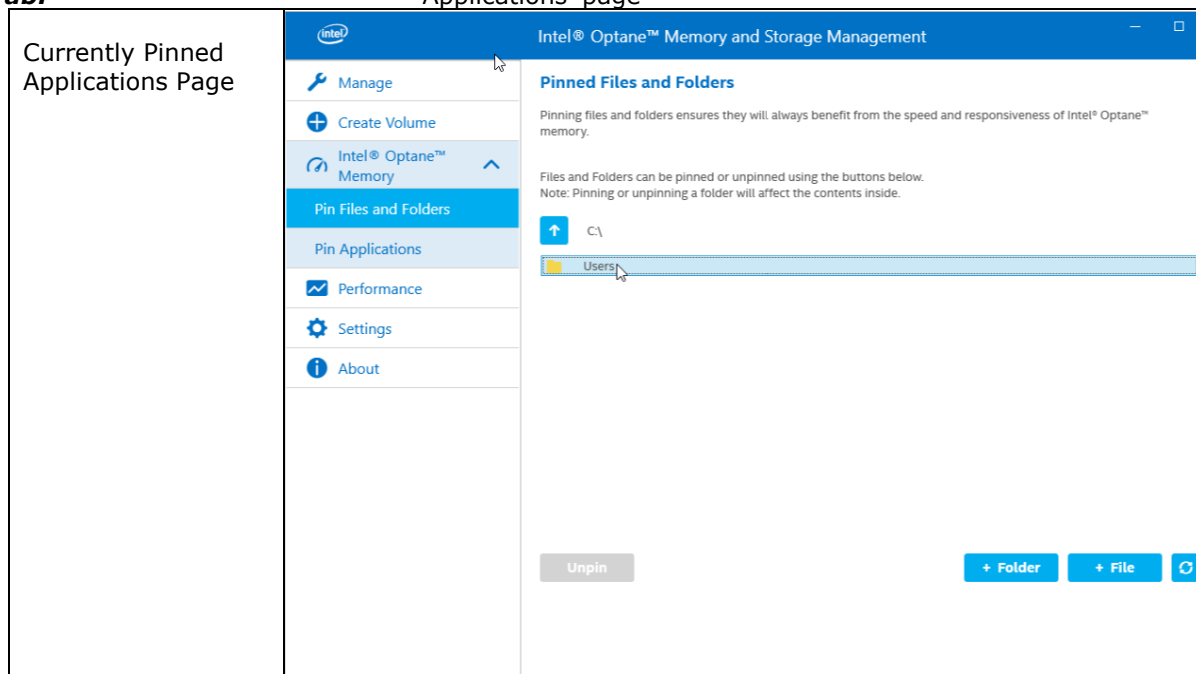 Applications' page
Currently Pinned
Applications Page
intel
Intel® Optane™ Memory and Storage Management
Manage
Create Volume
Intel® Optane™
Memory
Pin Files and Folders
Pin Applications
Performance
Settings
About
Pinned Files and Folders
Pinning files and folders ensures they will always benefit from the speed and responsiveness of Intel® Optane™
memory.
Files and Folders can be pinned or unpinned using the buttons below.
Note: Pinning or unpinning a folder will affect the contents inside.
C:\
Users
Unpin
+ Folder
+ File